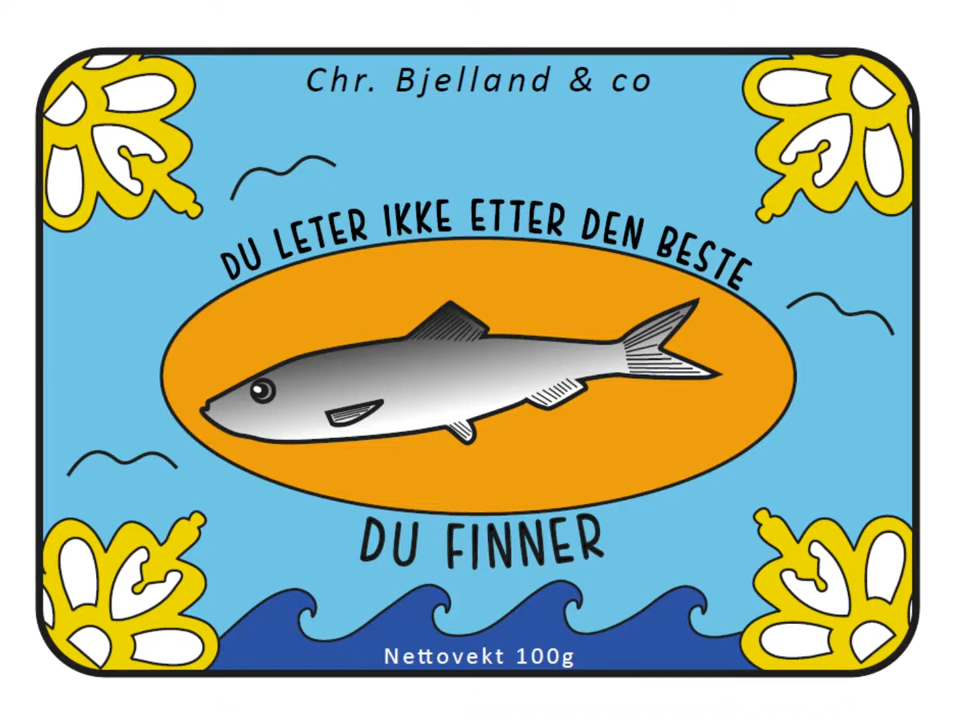 Chr. Bjelland & co
DU LETER IKKE ETTER DEN BESTE
DU FINNER
Nettovekt 100g